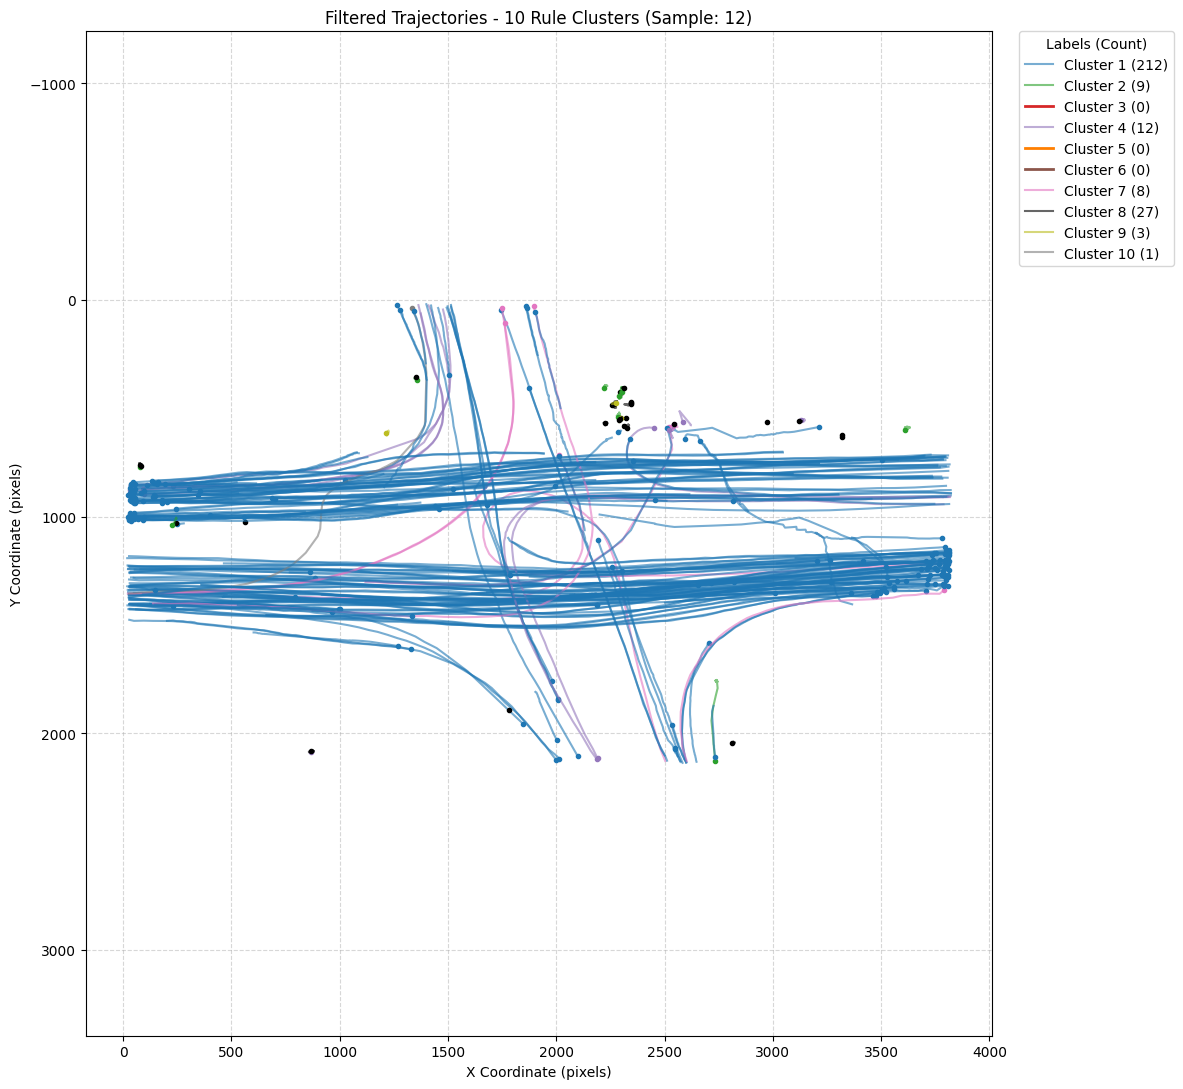 Filtered Trajectories - 10 Rule Clusters (Sample: 12)
Labels (Count)
Cluster 1 (212)
Cluster 2 (9)
Cluster 3 (0)
Cluster 4 (12)
Cluster 5 (0)
Cluster 6 (0)
Cluster 7 (8)
Cluster 8 (27)
Cluster 9 (3)
Cluster 10 (1)
Y Coordinate (pixels)
−1000
0
1000
2000
3000
0 500 1000 1500 2000 2500 3000 3500 4000
X Coordinate (pixels)